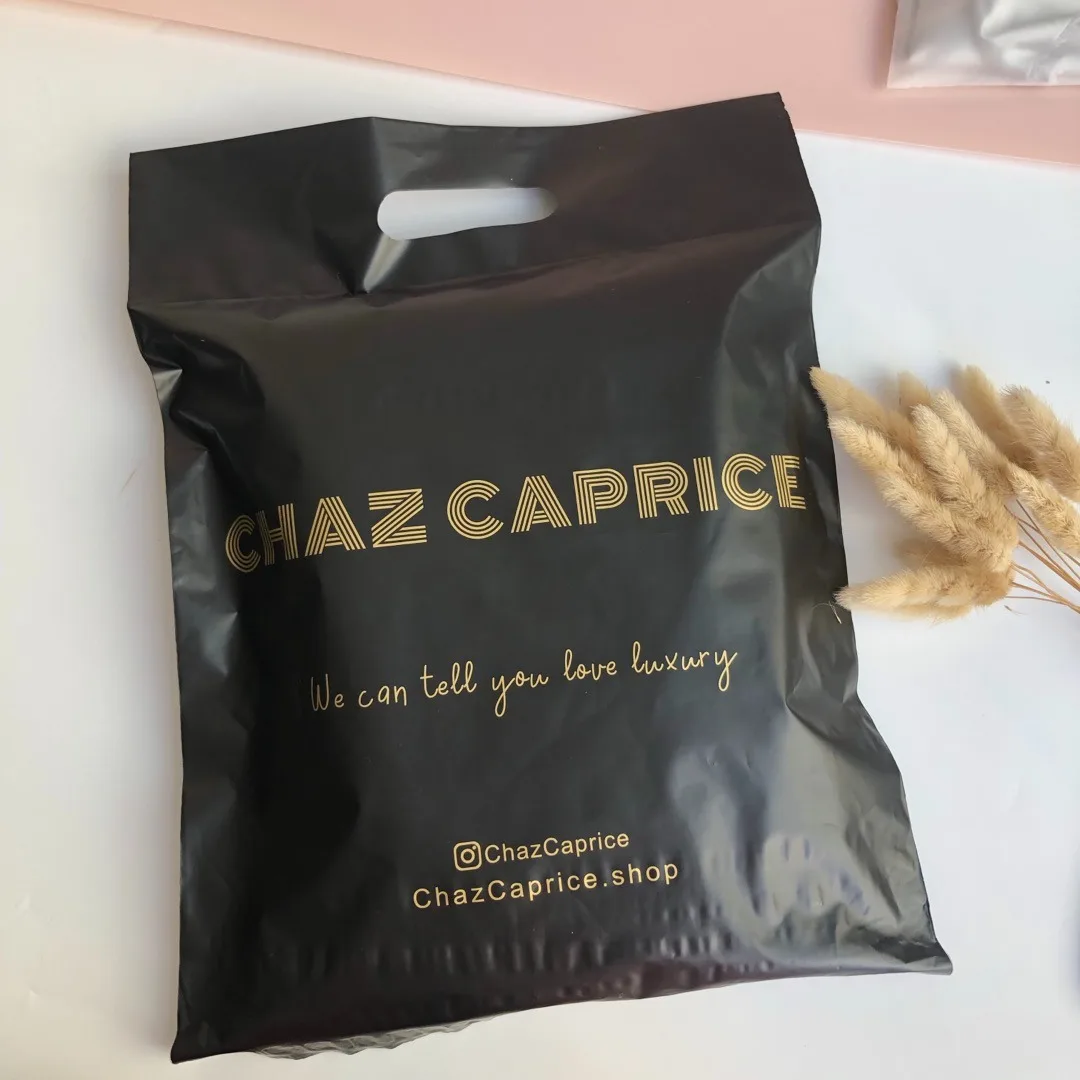 CHAZ CAPRICE
We can tell you love luxury
ChazCaprice
ChazCaprice.shop